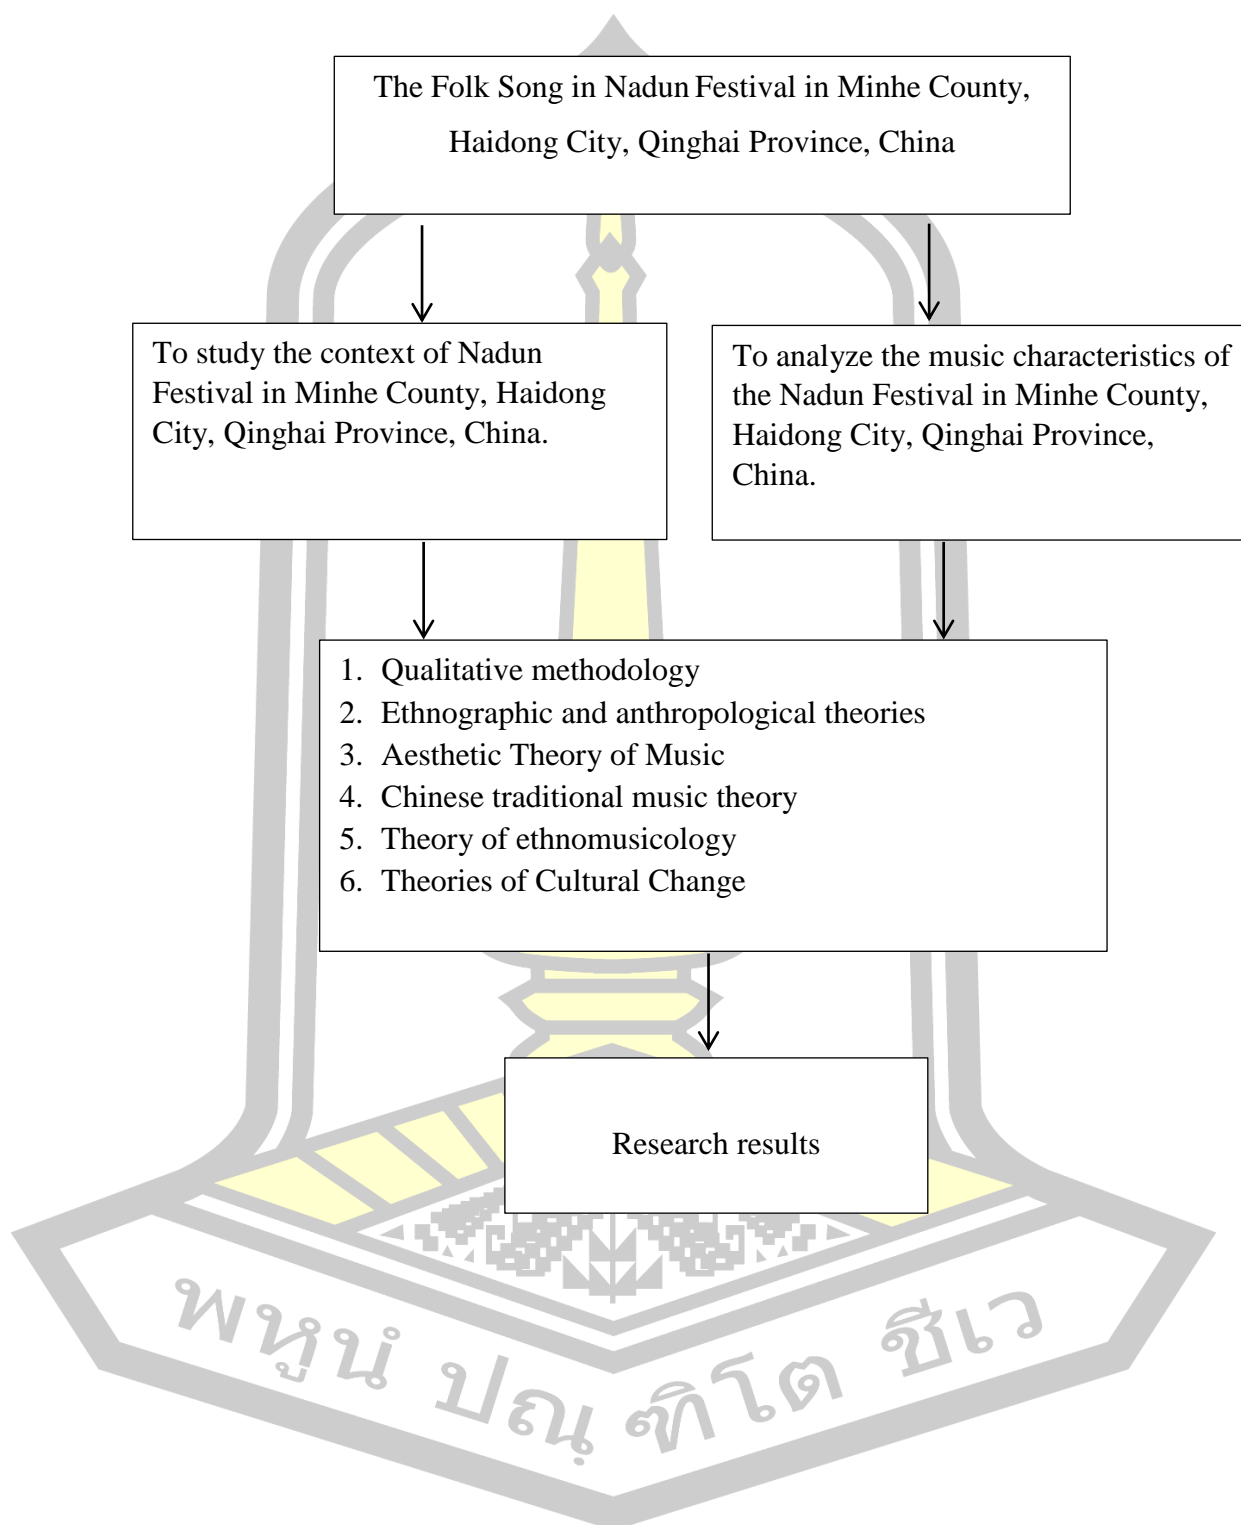 The Folk Song in Nadun Festival in Minhe County,
Haidong City, Qinghai Province, China
To study the context of Nadun
Festival in Minhe County, Haidong
City, Qinghai Province, China.
To analyze the music characteristics of
the Nadun Festival in Minhe County,
Haidong City, Qinghai Province,
China.
1. Qualitative methodology
2. Ethnographic and anthropological theories
3. Aesthetic Theory of Music
4. Chinese traditional music theory
5. Theory of ethnomusicology
6. Theories of Cultural Change
Research results
พหูนํ ปณฺฑิโต ชีเว